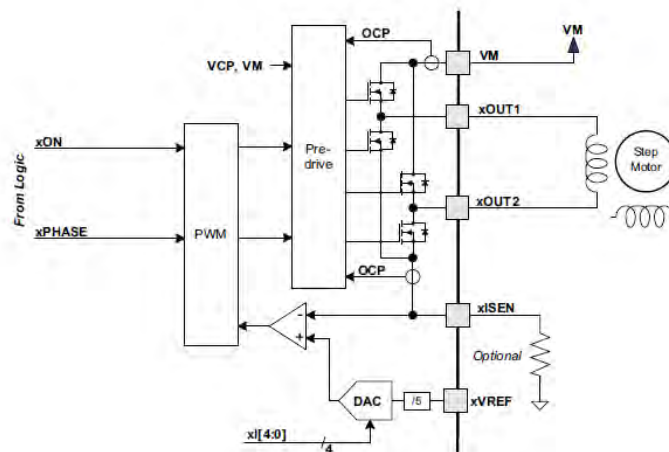 OCP
VM
VCP, VM
VM
xOUT1
xON
Pre-
drive
Step
Motor
From Logic
xOUT2
xPHASE
PWM
OCP
-
xISEN
+
Optional
DAC
/5
xVREF
xI[4:0]
4